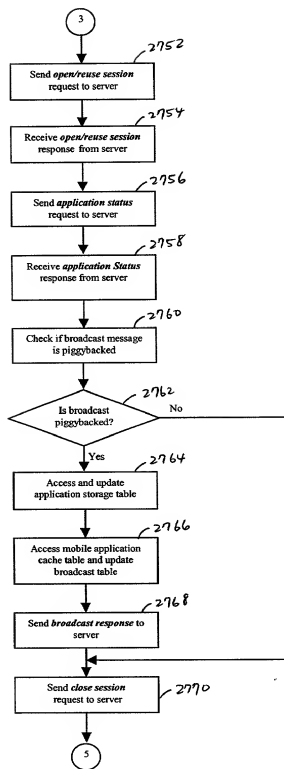 3
2752
Send open/reuse session
request to server
2754
Receive open/reuse session
response from server
2756
Send application status
request to server
2758
Receive application Status
response from server
2760
Check if broadcast message
is piggybacked
2762
Is broadcast
piggybacked?
No
Yes
2764
Access and update
application storage table
2766
Access mobile application
cache table and update
broadcast table
2768
Send broadcast response to
server
Send close session
request to server
2770
5